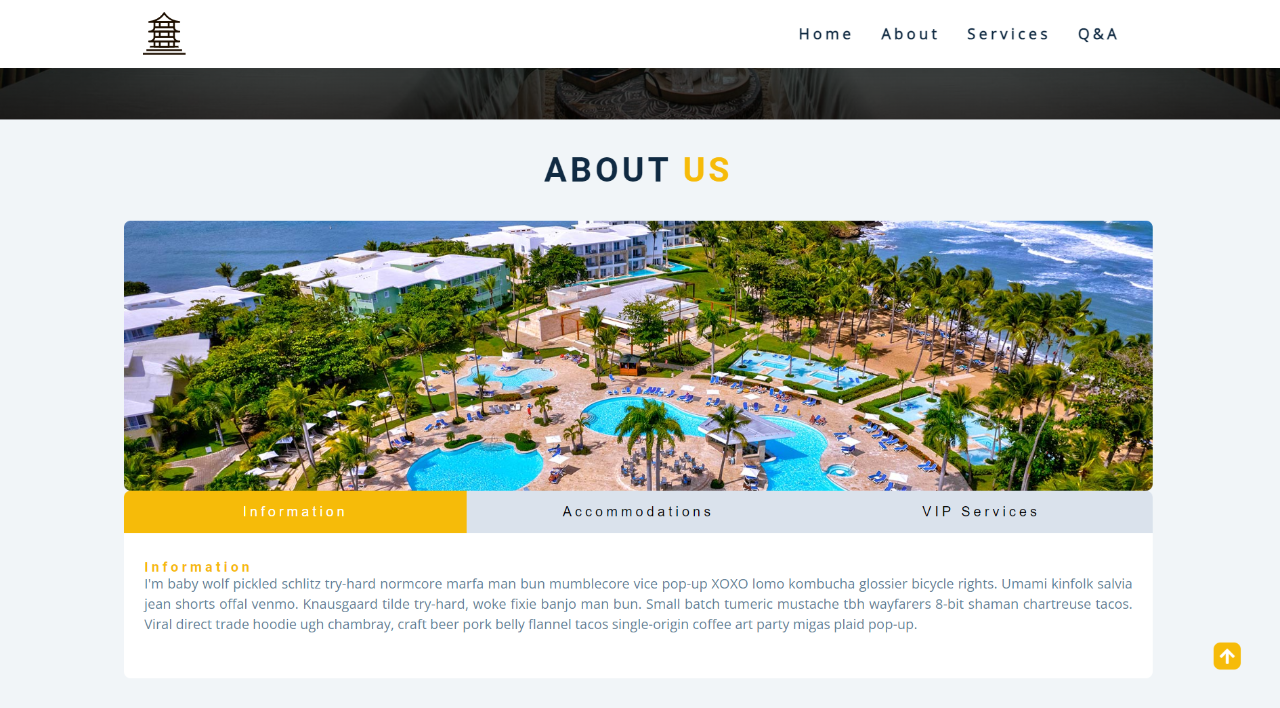 Home About Services Q&A
ABOUT US
Information Accommodations VIP Services
Information
I'm baby wolf pickled schlitz try-hard normcore marfa man bun mumblecore vice pop-up XOXO lomo kombucha glossier bicycle rights. Umami kinfolk salvia
jean shorts offal venmo. Knausgaard tilde try-hard, woke fixie banjo man bun. Small batch tumeric mustache tbh wayfarers 8-bit shaman chartreuse tacos.
Viral direct trade hoodie ugh chambray, craft beer pork belly flannel tacos single-origin coffee art party migas plaid pop-up.